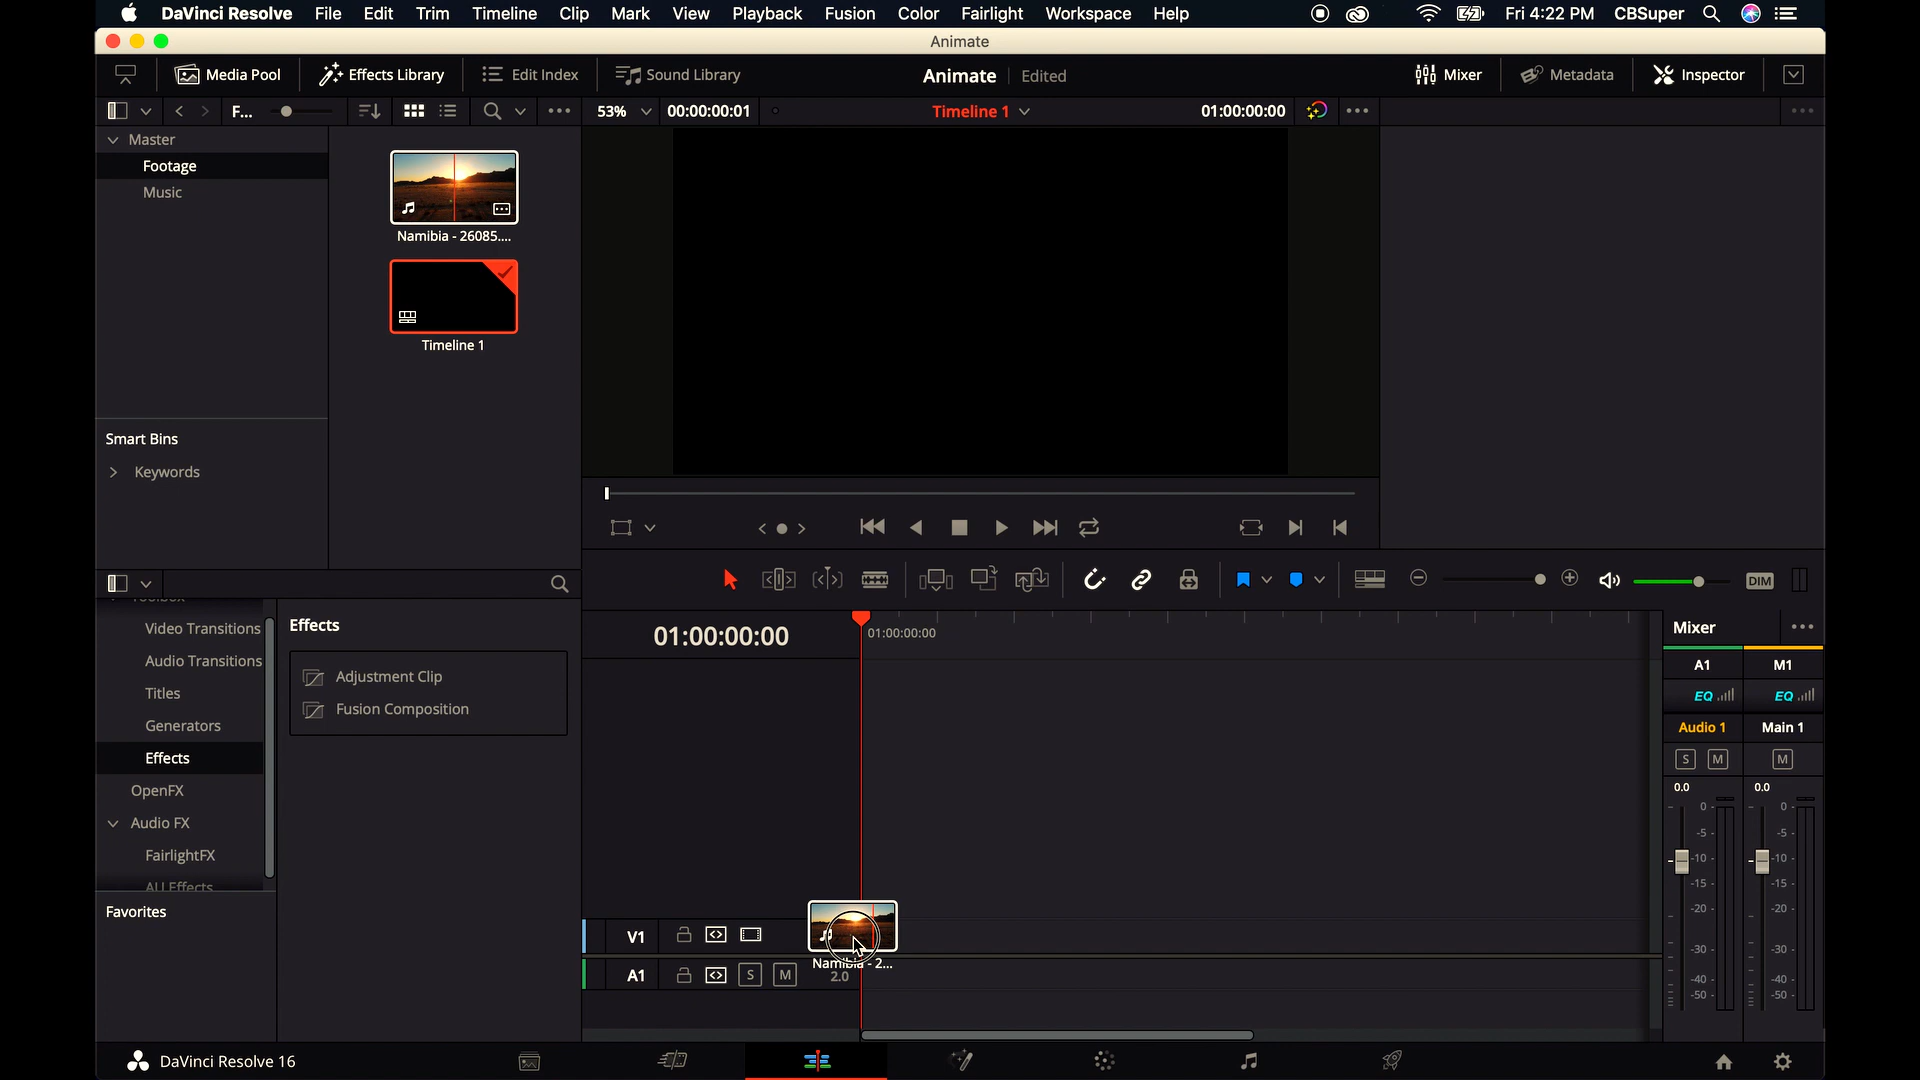 DaVinci Resolve File Edit Trim Timeline Clip Mark View Playback Fusion Color Fairlight Workspace Help Fri 4:22 PM CBSuper
Animate
Media Pool Effects Library Edit Index Sound Library Animate Edited Mixer Metadata Inspector
F... 53% 00:00:00:01 Timeline 1 01:00:00:00
Master
Footage
Music
Namibia - 26085....
Timeline 1
Smart Bins
Keywords
DIM
Toolbox
Video Transitions
Audio Transitions
Titles
Generators
Effects
OpenFX
Audio FX
FairlightFX
All Effects
Favorites
Effects
Adjustment Clip
Fusion Composition
01:00:00:00 01:00:00:00
V1
Namibia - 2...
A1 S M 2.0
Mixer
A1 M1
EQ EQ
Audio 1 Main 1
S M M
0.0 0.0
0 0
-5 -5
-10 -10
-15 -15
-20 -20
-30 -30
-40 -40
-50 -50
DaVinci Resolve 16